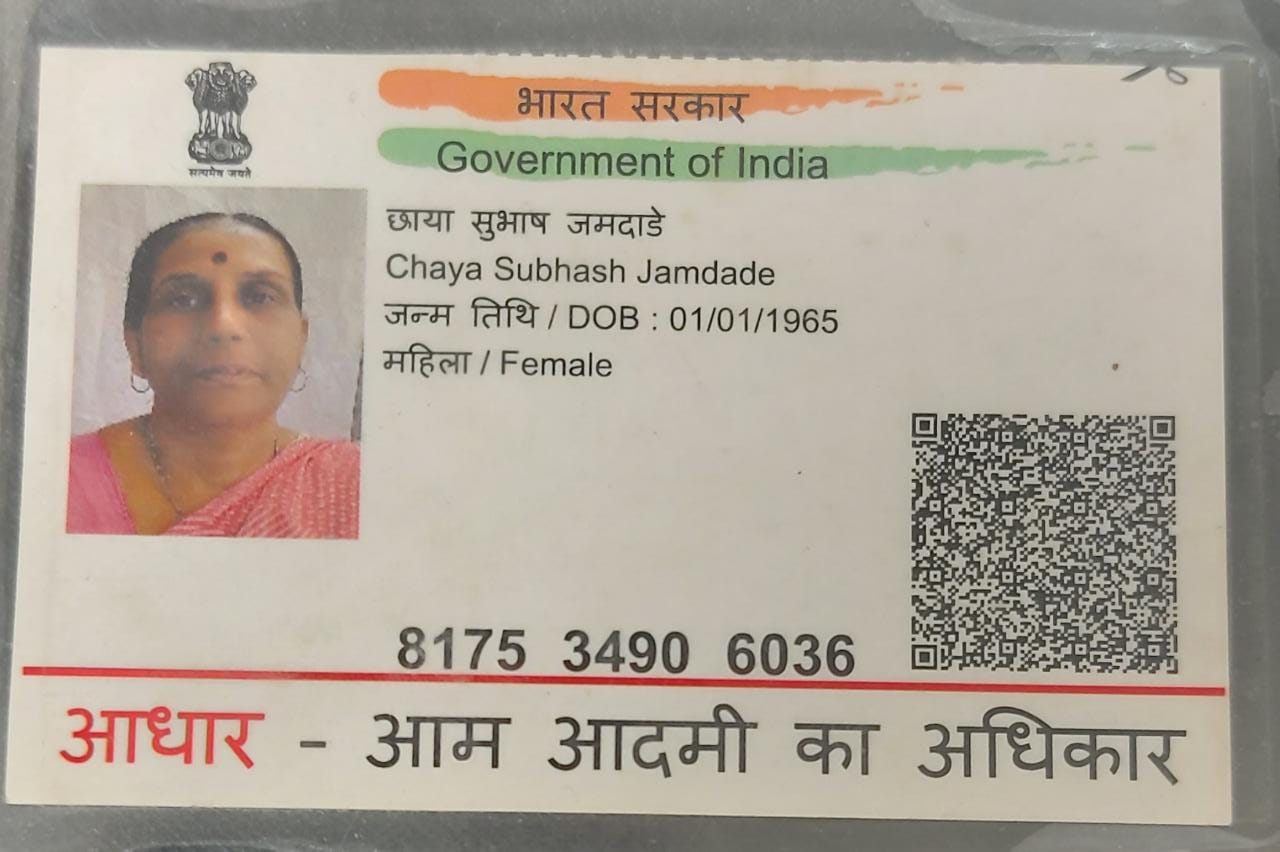 भारत सरकार
Government of India
सत्यमेव जयते
छाया सुभाष जमदाडे
Chaya Subhash Jamdade
जन्म तिथि / DOB : 01/01/1965
महिला / Female
8175 3490 6036
आधार - आम आदमी का अधिकार